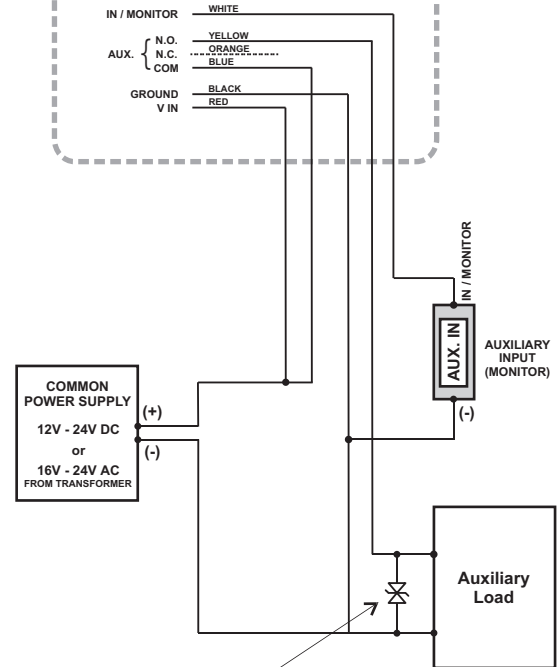 IN / MONITOR WHITE
N.O. YELLOW
AUX. N.C. ORANGE
COM BLUE
GROUND BLACK
V IN RED
IN / MONITOR
AUX. IN
AUXILIARY
INPUT
(MONITOR)
(-)
COMMON
POWER SUPPLY
12V - 24V DC
or
16V - 24V AC
FROM TRANSFORMER
(+)
(-)
Auxiliary
Load